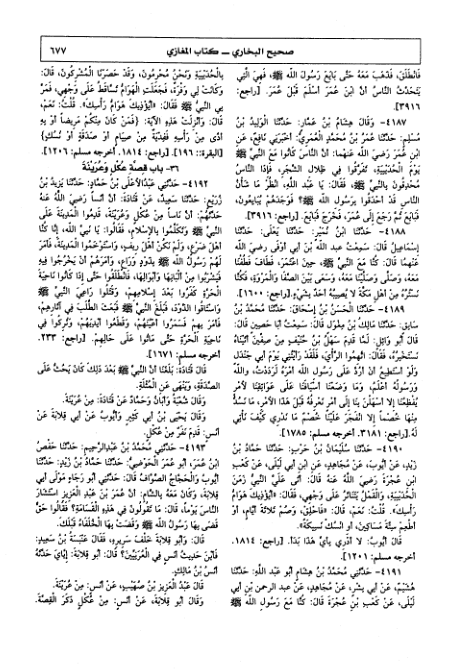 صحيح البخاري ــ كتاب المغازي
٦٧٧
فَانْطَلَقَ، فَذَهَبَ مَعَهُ حَتَّى بَايَعَ رَسُولَ اللَّهِ ﷺ، فَهِيَ الَّتِي
يَتَحَدَّثُ النَّاسُ أَنَّ ابْنَ عُمَرَ أَسْلَمَ قَبْلَ عُمَرَ. [راجع:
٣٩١٦]
٤١٨٧- وَقَالَ هِشَامُ بْنُ عَمَّارٍ: حَدَّثَنَا الْوَلِيدُ بْنُ
مُسْلِمٍ: حَدَّثَنَا عُمَرُ بْنُ مُحَمَّدٍ الْعُمَرِيُّ: أَخْبَرَنِي نَافِعٌ، عَنِ
ابْنِ عُمَرَ رَضِيَ اللَّهُ عَنْهُمَا: أَنَّ النَّاسَ كَانُوا مَعَ النَّبِيِّ ﷺ
يَوْمَ الْحُدَيْبِيَةِ، تَفَرَّقُوا فِي ظِلَالِ الشَّجَرِ، فَإِذَا النَّاسُ
مُحْدِقُونَ بِالنَّبِيِّ ﷺ، فَقَالَ: يَا عَبْدَ اللَّهِ، انْظُرْ مَا شَأْنُ
النَّاسِ قَدْ أَحْدَقُوا بِرَسُولِ اللَّهِ ﷺ؟ فَوَجَدَهُمْ يُبَايِعُونَ،
فَبَايَعَ ثُمَّ رَجَعَ إِلَى عُمَرَ، فَخَرَجَ فَبَايَعَ. [راجع: ٣٩١٦]
٤١٨٨- حَدَّثَنَا ابْنُ نُمَيْرٍ: حَدَّثَنَا يَعْلَى: حَدَّثَنَا
إِسْمَاعِيلُ قَالَ: سَمِعْتُ عَبْدَ اللَّهِ بْنَ أَبِي أَوْفَى رَضِيَ اللَّهُ
عَنْهُمَا قَالَ: كُنَّا مَعَ النَّبِيِّ ﷺ، حِينَ اعْتَمَرَ، فَطَافَ فَطُفْنَا
مَعَهُ، وَصَلَّى وَصَلَّيْنَا مَعَهُ، وَسَعَى بَيْنَ الصَّفَا وَالْمَرْوَةِ، فَكُنَّا
نَسْتُرُهُ مِنْ أَهْلِ مَكَّةَ لَا يُصِيبُهُ أَحَدٌ بِشَيْءٍ. [راجع: ١٦٠٠]
٤١٨٩- حَدَّثَنَا الْحَسَنُ بْنُ إِسْحَاقَ: حَدَّثَنَا مُحَمَّدُ بْنُ
سَابِقٍ: حَدَّثَنَا مَالِكُ بْنُ مِغْوَلٍ قَالَ: سَمِعْتُ أَبَا حَصِينٍ قَالَ:
قَالَ أَبُو وَائِلٍ: لَمَّا قَدِمَ سَهْلُ بْنُ حُنَيْفٍ مِنْ صِفِّينَ أَتَيْنَاهُ
نَسْتَخْبِرُهُ، فَقَالَ: اتَّهِمُوا الرَّأْيَ، فَلَقَدْ رَأَيْتُنِي يَوْمَ أَبِي جَنْدَلٍ
وَلَوْ أَسْتَطِيعُ أَنْ أَرُدَّ عَلَى رَسُولِ اللَّهِ أَمْرَهُ لَرَدَدْتُ، وَاللَّهُ
وَرَسُولُهُ أَعْلَمُ، وَمَا وَضَعْنَا أَسْيَافَنَا عَلَى عَوَاتِقِنَا لِأَمْرٍ
يُفْظِعُنَا إِلَّا أَسْهَلْنَ بِنَا إِلَى أَمْرٍ نَعْرِفُهُ قَبْلَ هَذَا الْأَمْرِ، مَا نَسُدُّ
مِنْهَا خُصْمًا إِلَّا انْفَجَرَ عَلَيْنَا خُصْمٌ مَا نَدْرِي كَيْفَ نَأْتِي
لَهُ. [راجع: ٣١٨١. أخرجه مسلم: ١٧٨٥]
٤١٩٠- حَدَّثَنَا سُلَيْمَانُ بْنُ حَرْبٍ: حَدَّثَنَا حَمَّادُ بْنُ
زَيْدٍ، عَنْ أَيُّوبَ، عَنْ مُجَاهِدٍ، عَنِ ابْنِ أَبِي لَيْلَى، عَنْ كَعْبِ
بْنِ عُجْرَةَ رَضِيَ اللَّهُ عَنْهُ قَالَ: أَتَى عَلَيَّ النَّبِيُّ ﷺ زَمَنَ
الْحُدَيْبِيَةِ، وَالْقَمْلُ يَتَنَاثَرُ عَلَى وَجْهِي، فَقَالَ: «أَيُؤْذِيكَ هَوَامُّ
رَأْسِكَ». قُلْتُ: نَعَمْ، قَالَ: «فَاحْلِقْ، وَصُمْ ثَلَاثَةَ أَيَّامٍ، أَوْ
أَطْعِمْ سِتَّةَ مَسَاكِينَ، أَوِ انْسُكْ نَسِيكَةً».
قَالَ أَيُّوبُ: لَا أَدْرِي بِأَيِّ هَذَا بَدَأَ. [راجع: ١٨١٤.
أخرجه مسلم: ١٢٠١]
٤١٩١- حَدَّثَنِي مُحَمَّدُ بْنُ هِشَامٍ أَبُو عَبْدِ اللَّهِ: حَدَّثَنَا
هُشَيْمٌ، عَنْ أَبِي بِشْرٍ، عَنْ مُجَاهِدٍ، عَنْ عبد الرحمن بْنِ أَبِي
لَيْلَى، عَنْ كَعْبِ بْنِ عُجْرَةَ قَالَ: كُنَّا مَعَ رَسُولِ اللَّهِ ﷺ
بِالْحُدَيْبِيَةِ وَنَحْنُ مُحْرِمُونَ، وَقَدْ حَصَرَنَا الْمُشْرِكُونَ، قَالَ:
وَكَانَتْ لِي وَفْرَةٌ، فَجَعَلَتِ الْهَوَامُّ تَسَاقَطُ عَلَى وَجْهِي، فَمَرَّ
بِي النَّبِيُّ ﷺ فَقَالَ: «أَيُؤْذِيكَ هَوَامُّ رَأْسِكَ». قُلْتُ: نَعَمْ،
قَالَ: وَأُنْزِلَتْ هَذِهِ الْآيَةُ: {فَمَنْ كَانَ مِنْكُمْ مَرِيضًا أَوْ بِهِ
أَذًى مِنْ رَأْسِهِ فَفِدْيَةٌ مِنْ صِيَامٍ أَوْ صَدَقَةٍ أَوْ نُسُكٍ}
[البقرة: ١٩٦]. [راجع: ١٨١٤. أخرجه مسلم: ١٢٠١].
٣٦- باب قِصَّةِ عُكْلٍ وَعُرَيْنَةَ
٤١٩٢- حَدَّثَنِي عَبْدُالْأَعْلَى بْنُ حَمَّادٍ: حَدَّثَنَا يَزِيدُ بْنُ
زُرَيْعٍ: حَدَّثَنَا سَعِيدٌ، عَنْ قَتَادَةَ: أَنَّ أَنَسًا رَضِيَ اللَّهُ عَنْهُ
حَدَّثَهُمْ: أَنَّ نَاسًا مِنْ عُكْلٍ وَعُرَيْنَةَ، قَدِمُوا الْمَدِينَةَ عَلَى
النَّبِيِّ ﷺ وَتَكَلَّمُوا بِالْإِسْلَامِ، فَقَالُوا: يَا نَبِيَّ اللَّهِ، إِنَّا كُنَّا
أَهْلَ ضَرْعٍ، وَلَمْ نَكُنْ أَهْلَ رِيفٍ، وَاسْتَوْخَمُوا الْمَدِينَةَ، فَأَمَرَ
لَهُمْ رَسُولُ اللَّهِ ﷺ بِذَوْدٍ وَرَاعٍ، وَأَمَرَهُمْ أَنْ يَخْرُجُوا فِيهِ
فَيَشْرَبُوا مِنْ أَلْبَانِهَا وَأَبْوَالِهَا، فَانْطَلَقُوا حَتَّى إِذَا كَانُوا نَاحِيَةَ
الْحَرَّةِ كَفَرُوا بَعْدَ إِسْلَامِهِمْ، وَقَتَلُوا رَاعِيَ النَّبِيِّ ﷺ
وَاسْتَاقُوا الذَّوْدَ، فَبَلَغَ النَّبِيَّ ﷺ فَبَعَثَ الطَّلَبَ فِي آثَارِهِمْ،
فَأَمَرَ بِهِمْ فَسَمَرُوا أَعْيُنَهُمْ، وَقَطَعُوا أَيْدِيَهُمْ، وَتُرِكُوا فِي
نَاحِيَةِ الْحَرَّةِ حَتَّى مَاتُوا عَلَى حَالِهِمْ. [راجع: ٢٣٣.
أخرجه مسلم: ١٦٧١]
قَالَ قَتَادَةُ: بَلَغَنَا أَنَّ النَّبِيَّ ﷺ بَعْدَ ذَلِكَ كَانَ يَحُثُّ عَلَى
الصَّدَقَةِ، وَيَنْهَى عَنِ الْمُثْلَةِ.
وَقَالَ شُعْبَةُ وَأَبَانُ وَحَمَّادٌ عَنْ قَتَادَةَ: مِنْ عُرَيْنَةَ.
وَقَالَ يَحْيَى بْنُ أَبِي كَثِيرٍ وَأَيُّوبُ عَنْ أَبِي قِلَابَةَ عَنْ
أَنَسٍ: قَدِمَ نَفَرٌ مِنْ عُكْلٍ.
٤١٩٣- حَدَّثَنِي مُحَمَّدُ بْنُ عَبْدِالرَّحِيمِ: حَدَّثَنَا حَفْصُ
ابْنُ عُمَرَ، أَبُو عُمَرَ الْحَوْضِيُّ: حَدَّثَنَا حَمَّادُ بْنُ زَيْدٍ: حَدَّثَنَا
أَيُّوبُ وَالْحَجَّاجُ الصَّوَّافُ قَالَ: حَدَّثَنِي أَبُو رَجَاءٍ مَوْلَى أَبِي
قِلَابَةَ، وَكَانَ مَعَهُ بِالشَّأْمِ: أَنَّ عُمَرَ بْنَ عَبْدِ الْعَزِيزِ اسْتَشَارَ
النَّاسَ يَوْمًا، قَالَ: مَا تَقُولُونَ فِي هَذِهِ الْقَسَامَةِ؟ فَقَالُوا: حَقٌّ
قَضَى بِهَا رَسُولُ اللَّهِ ﷺ وَقَضَتْ بِهَا الْخُلَفَاءُ قَبْلَكَ.
قَالَ: وَأَبُو قِلَابَةَ خَلْفَ سَرِيرِهِ، فَقَالَ عَنْبَسَةُ بْنُ سَعِيدٍ:
فَأَيْنَ حَدِيثُ أَنَسٍ فِي الْعُرَنِيِّينَ؟ قَالَ أَبُو قِلَابَةَ: إِيَّايَ حَدَّثَهُ
أَنَسُ بْنُ مَالِكٍ.
قَالَ عَبْدُ الْعَزِيزِ بْنُ صُهَيْبٍ، عَنْ أَنَسٍ: مِنْ عُرَيْنَةَ.
وَقَالَ أَبُو قِلَابَةَ، عَنْ أَنَسٍ: مِنْ عُكْلٍ ذَكَرَ الْقِصَّةَ.